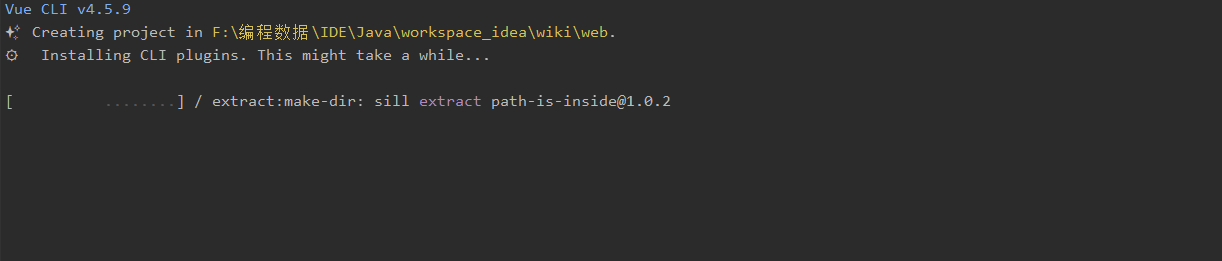 Vue CLI v4.5.9
✨ Creating project in F:\编程数据\IDE\Java\workspace_idea\wiki\web.
⚙ Installing CLI plugins. This might take a while...
[ ........] / extract:make-dir: sill extract path-is-inside@1.0.2